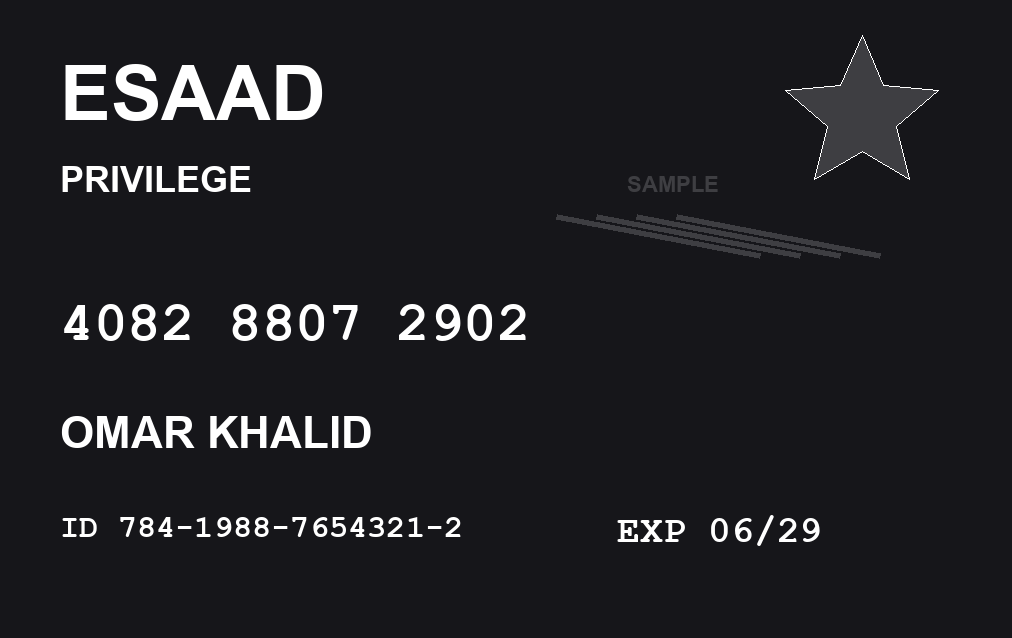 ESAAD
PRIVILEGE
SAMPLE
4082 8807 2902
OMAR KHALID
ID 784-1988-7654321-2
EXP 06/29